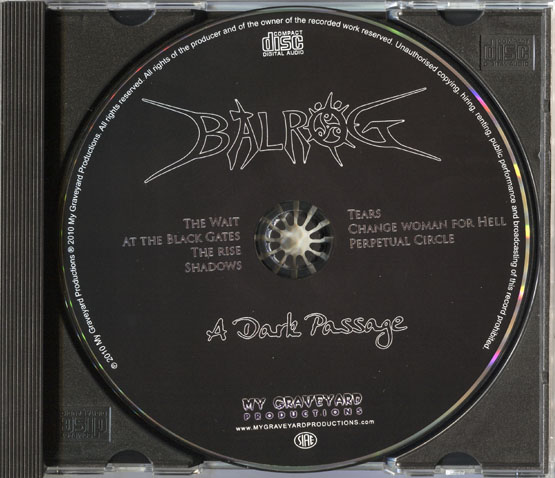 © 2010 My Graveyard Productions ® 2010 My Graveyard Productions. All rights reserved. All rights of the producer and of the owner of the recorded work reserved. Unauthorised copying, hiring, renting, public performance and broadcasting of this record prohibited.
COMPACT
disc
DIGITAL AUDIO
BALROG
THE WAIT
AT THE BLACK GATES
THE RISE
SHADOWS
TEARS
CHANGE WOMAN FOR HELL
PERPETUAL CIRCLE
A Dark Passage
MY GRAVEYARD
PRODUCTIONS
WWW.MYGRAVEYARDPRODUCTIONS.COM
SIAE
disc
disc